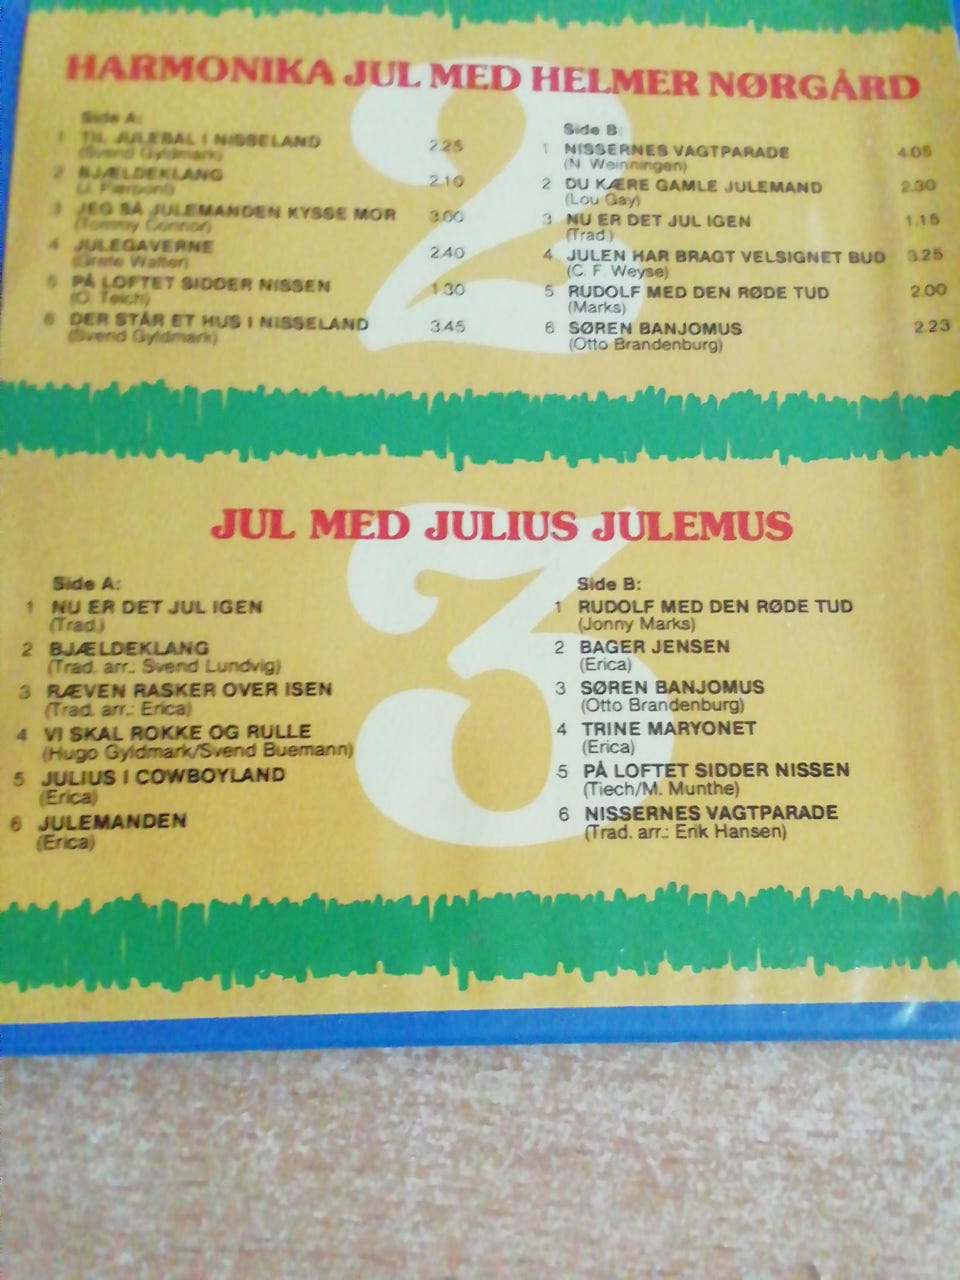 HARMONIKA JUL MED HELMER NØRGÅRD
2
Side A:
1 TIL JULEBAL I NISSELAND 2.25
(Svend Gyldmark)
2 BJÆLDEKLANG 2.10
(J. Pierpont)
3 JEG SÅ JULEMANDEN KYSSE MOR 3.00
(Tommy Connor)
4 JULEGAVERNE 2.40
(Grete Walter)
5 PÅ LOFTET SIDDER NISSEN 1.30
(O. Teich)
6 DER STÅR ET HUS I NISSELAND 3.45
(Svend Gyldmark)
Side B:
1 NISSERNES VAGTPARADE 4.05
(N. Weinningen)
2 DU KÆRE GAMLE JULEMAND 2.30
(Lou Gay)
3 NU ER DET JUL IGEN 1.15
(Trad.)
4 JULEN HAR BRAGT VELSIGNET BUD 3.25
(C. F. Weyse)
5 RUDOLF MED DEN RØDE TUD 2.00
(Marks)
6 SØREN BANJOMUS 2.23
(Otto Brandenburg)
JUL MED JULIUS JULEMUS
3
Side A:
1 NU ER DET JUL IGEN
(Trad.)
2 BJÆLDEKLANG
(Trad. arr.: Svend Lundvig)
3 RÆVEN RASKER OVER ISEN
(Trad. arr.: Erica)
4 VI SKAL ROKKE OG RULLE
(Hugo Gyldmark/Svend Buemann)
5 JULIUS I COWBOYLAND
(Erica)
6 JULEMANDEN
(Erica)
Side B:
1 RUDOLF MED DEN RØDE TUD
(Jonny Marks)
2 BAGER JENSEN
(Erica)
3 SØREN BANJOMUS
(Otto Brandenburg)
4 TRINE MARYONET
(Erica)
5 PÅ LOFTET SIDDER NISSEN
(Tiech/M. Munthe)
6 NISSERNES VAGTPARADE
(Trad. arr.: Erik Hansen)